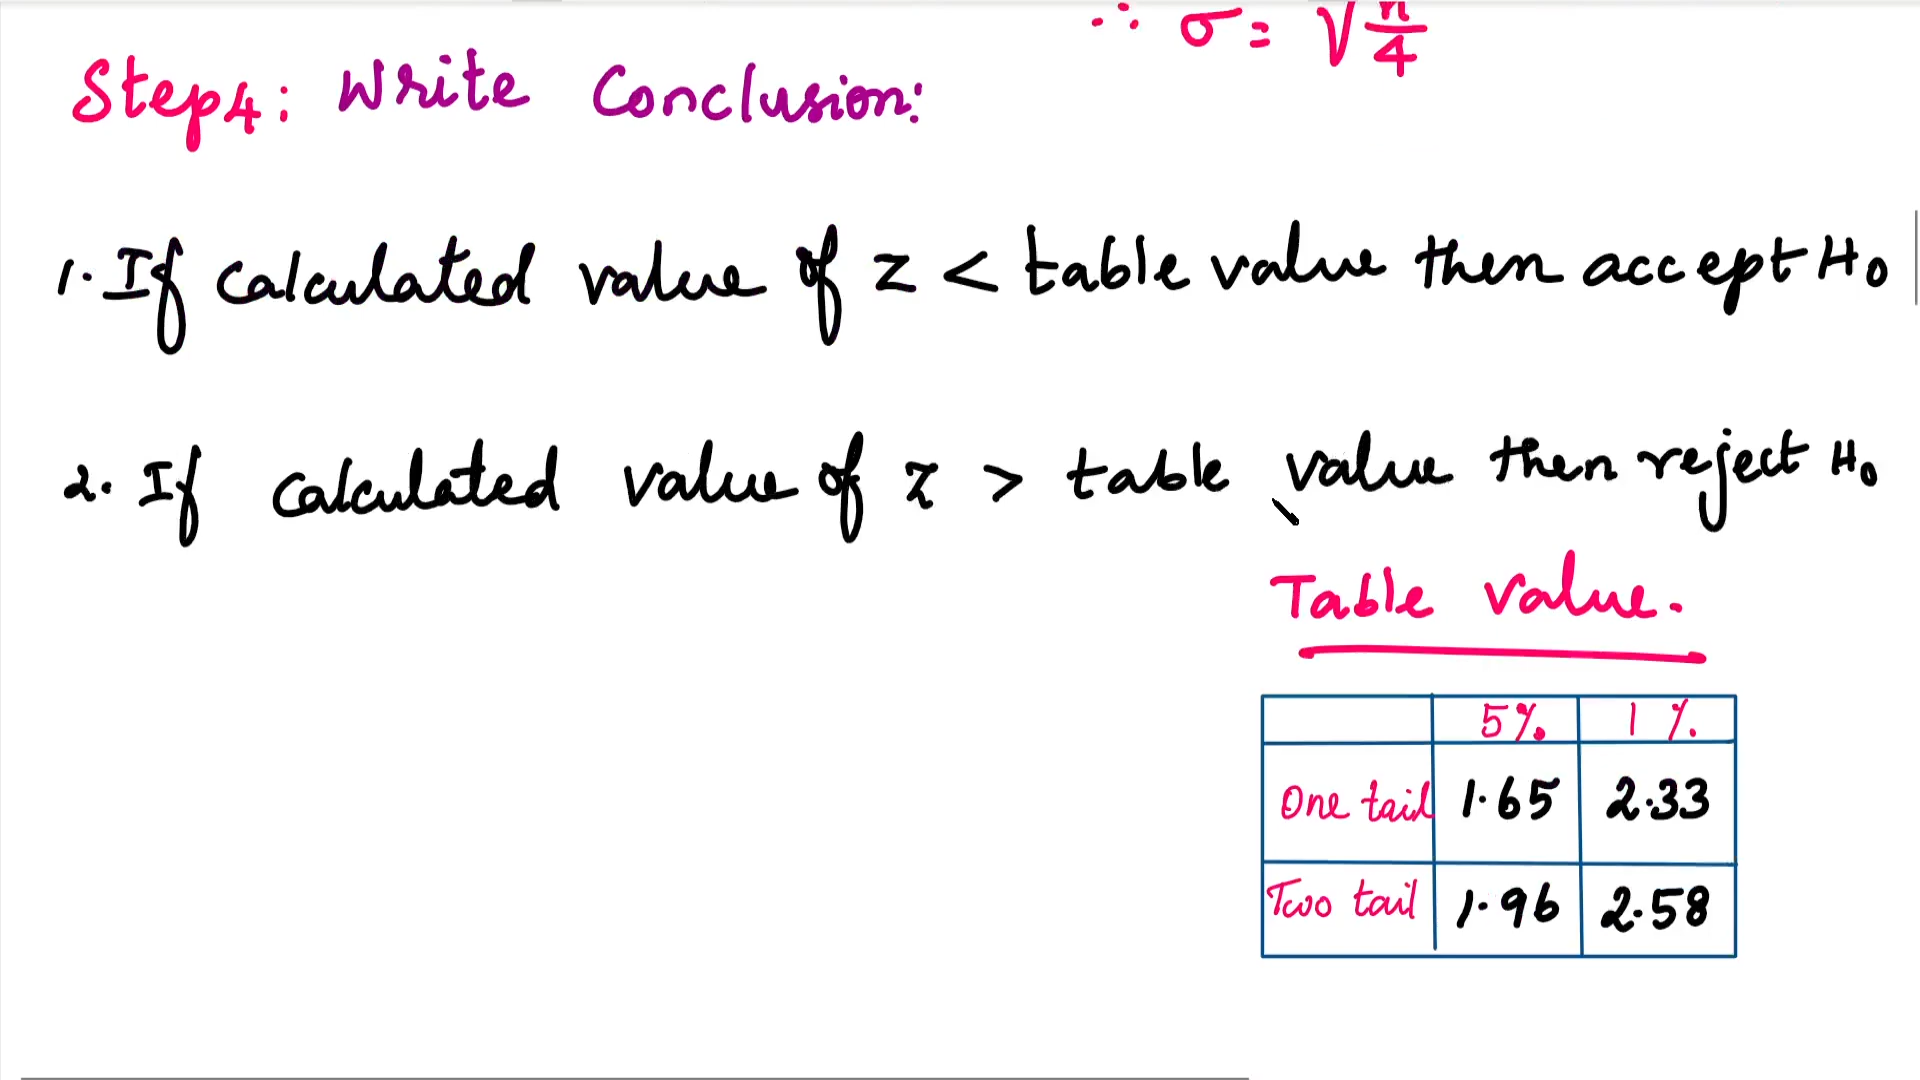 ∴ σ = √n/4
Step4: Write Conclusion:
1. If calculated value of z < table value then accept H₀
2. If calculated value of z > table value then reject H₀
Table value.
5% 1%
One tail 1.65 2.33
Two tail 1.96 2.58